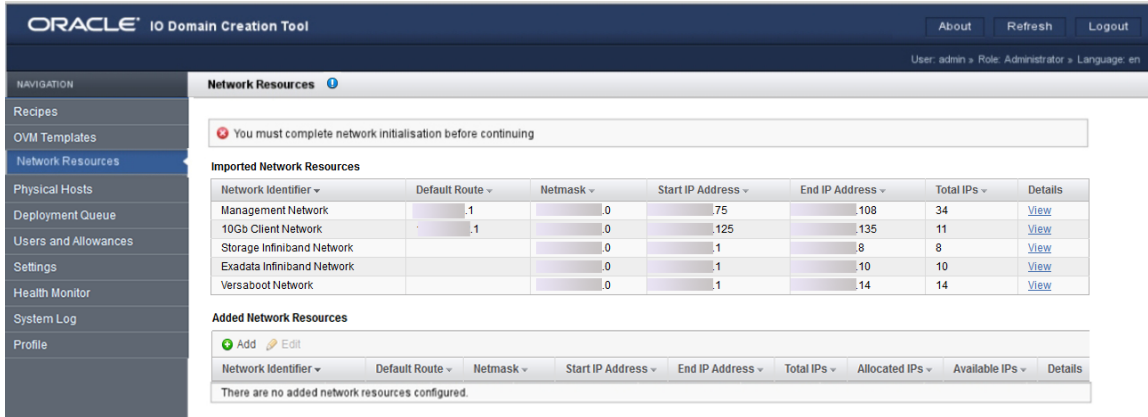 ORACLE IO Domain Creation Tool About Refresh Logout
User: admin » Role: Administrator » Language: en
NAVIGATION
Recipes
OVM Templates
Network Resources
Physical Hosts
Deployment Queue
Users and Allowances
Settings
Health Monitor
System Log
Profile
Network Resources
You must complete network initialisation before continuing
Imported Network Resources
Network Identifier Default Route Netmask Start IP Address End IP Address Total IPs Details
Management Network .1 .0 .75 .108 34 View
10Gb Client Network .1 .0 .125 .135 11 View
Storage Infiniband Network .0 .1 .8 8 View
Exadata Infiniband Network .0 .1 .10 10 View
Versaboot Network .0 .1 .14 14 View
Added Network Resources
Add Edit
Network Identifier Default Route Netmask Start IP Address End IP Address Total IPs Allocated IPs Available IPs Details
There are no added network resources configured.